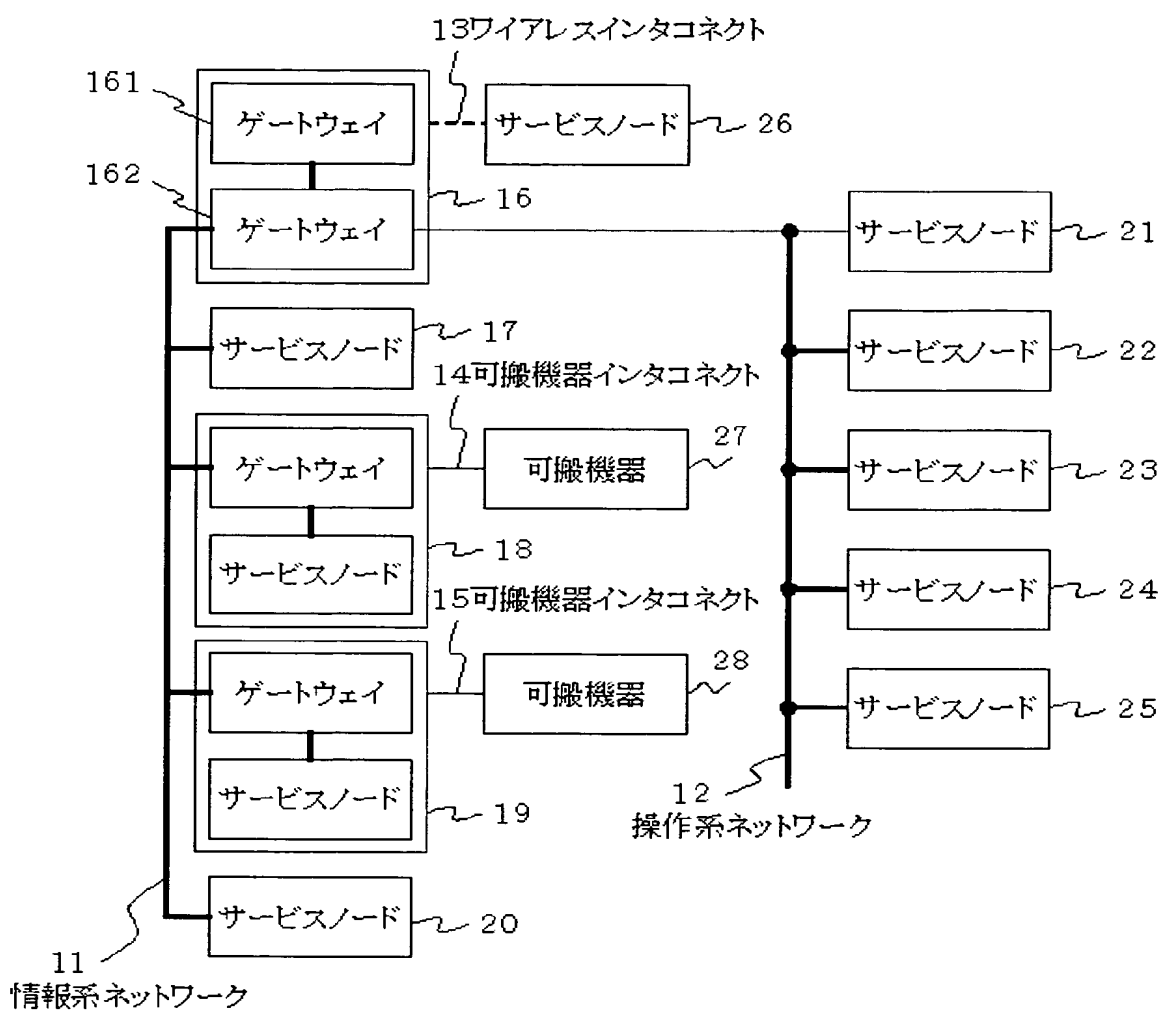 13ワイアレスインタコネクト
161
ゲートウェイ
サービスノード
26
162
ゲートウェイ
16
サービスノード
21
サービスノード
17
サービスノード
22
14可搬機器インタコネクト
ゲートウェイ
可搬機器
27
サービスノード
23
サービスノード
18
サービスノード
24
15可搬機器インタコネクト
ゲートウェイ
可搬機器
28
サービスノード
25
サービスノード
19
12
操作系ネットワーク
サービスノード
20
11
情報系ネットワーク